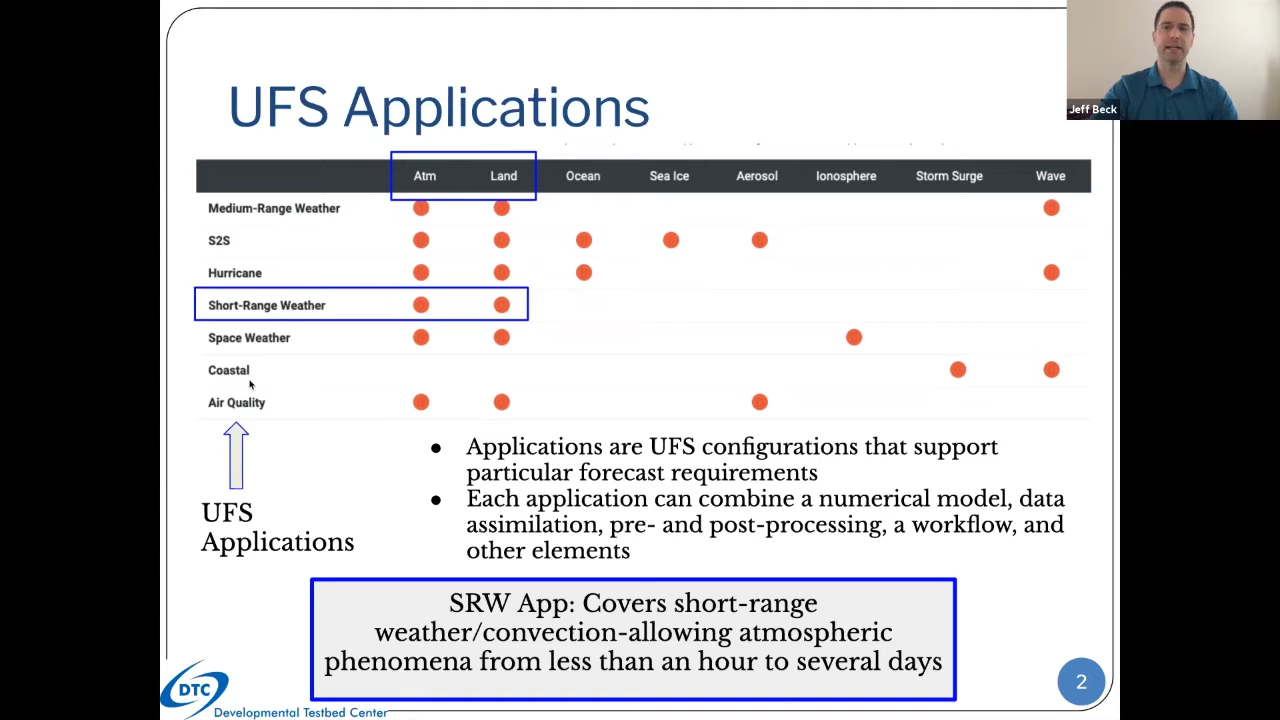 Jeff Beck
UFS Applications
Atm Land Ocean Sea Ice Aerosol Ionosphere Storm Surge Wave
Medium-Range Weather
S2S
Hurricane
Short-Range Weather
Space Weather
Coastal
Air Quality
UFS
Applications
● Applications are UFS configurations that support
particular forecast requirements
● Each application can combine a numerical model, data
assimilation, pre- and post-processing, a workflow, and
other elements
SRW App: Covers short-range
weather/convection-allowing atmospheric
phenomena from less than an hour to several days
DTC
Developmental Testbed Center
2